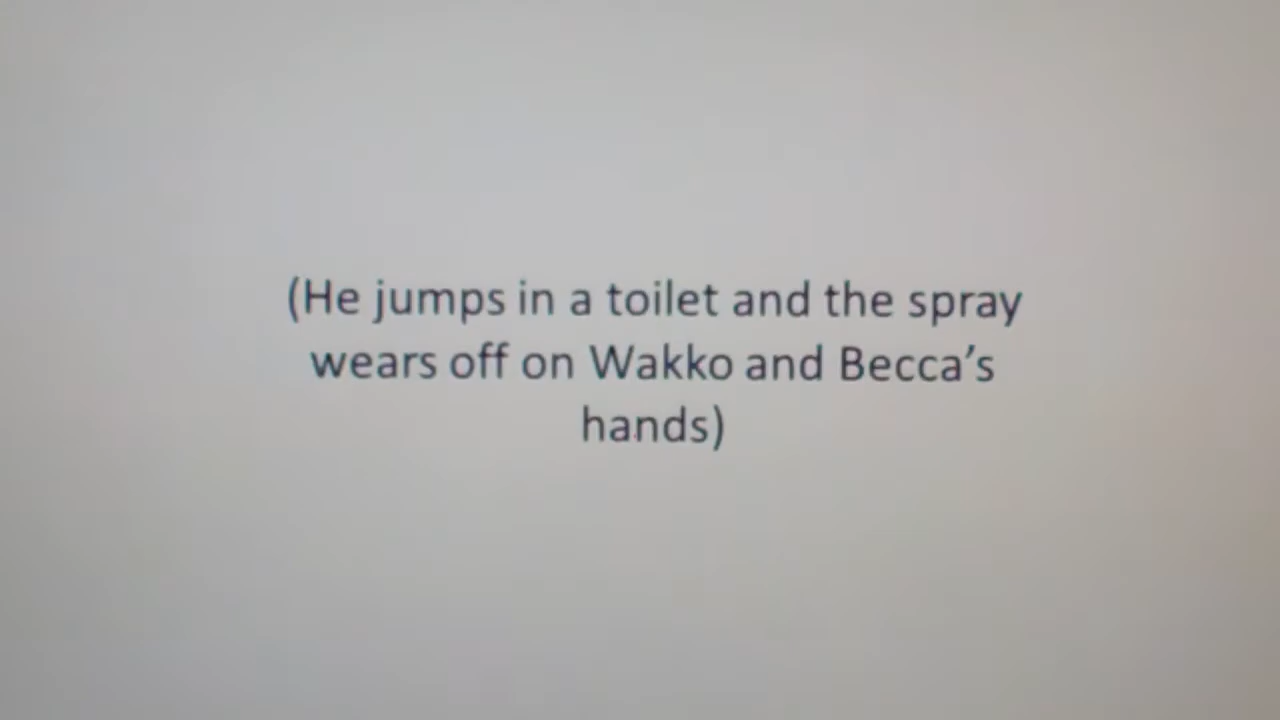 (He jumps in a toilet and the spray
wears off on Wakko and Becca’s
hands)